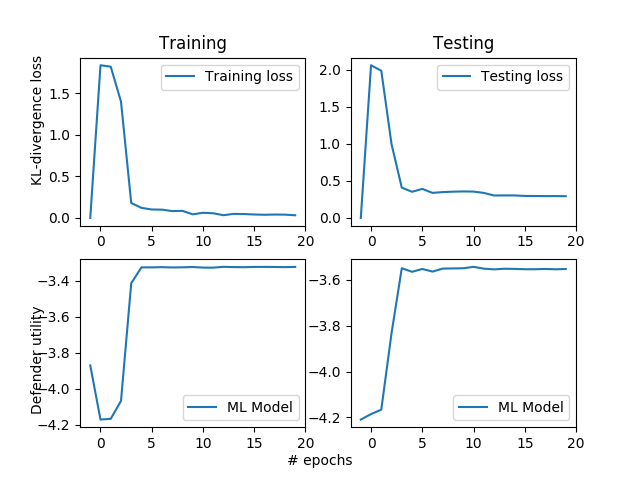 Training
Testing
KL-divergence loss
1.5
1.0
0.5
0.0
Training loss
0 5 10 15 20
2.0
1.5
1.0
0.5
0.0
Testing loss
0 5 10 15 20
Defender utility
−3.4
−3.6
−3.8
−4.0
−4.2
ML Model
0 5 10 15 20
−3.6
−3.8
−4.0
−4.2
ML Model
0 5 10 15 20
# epochs